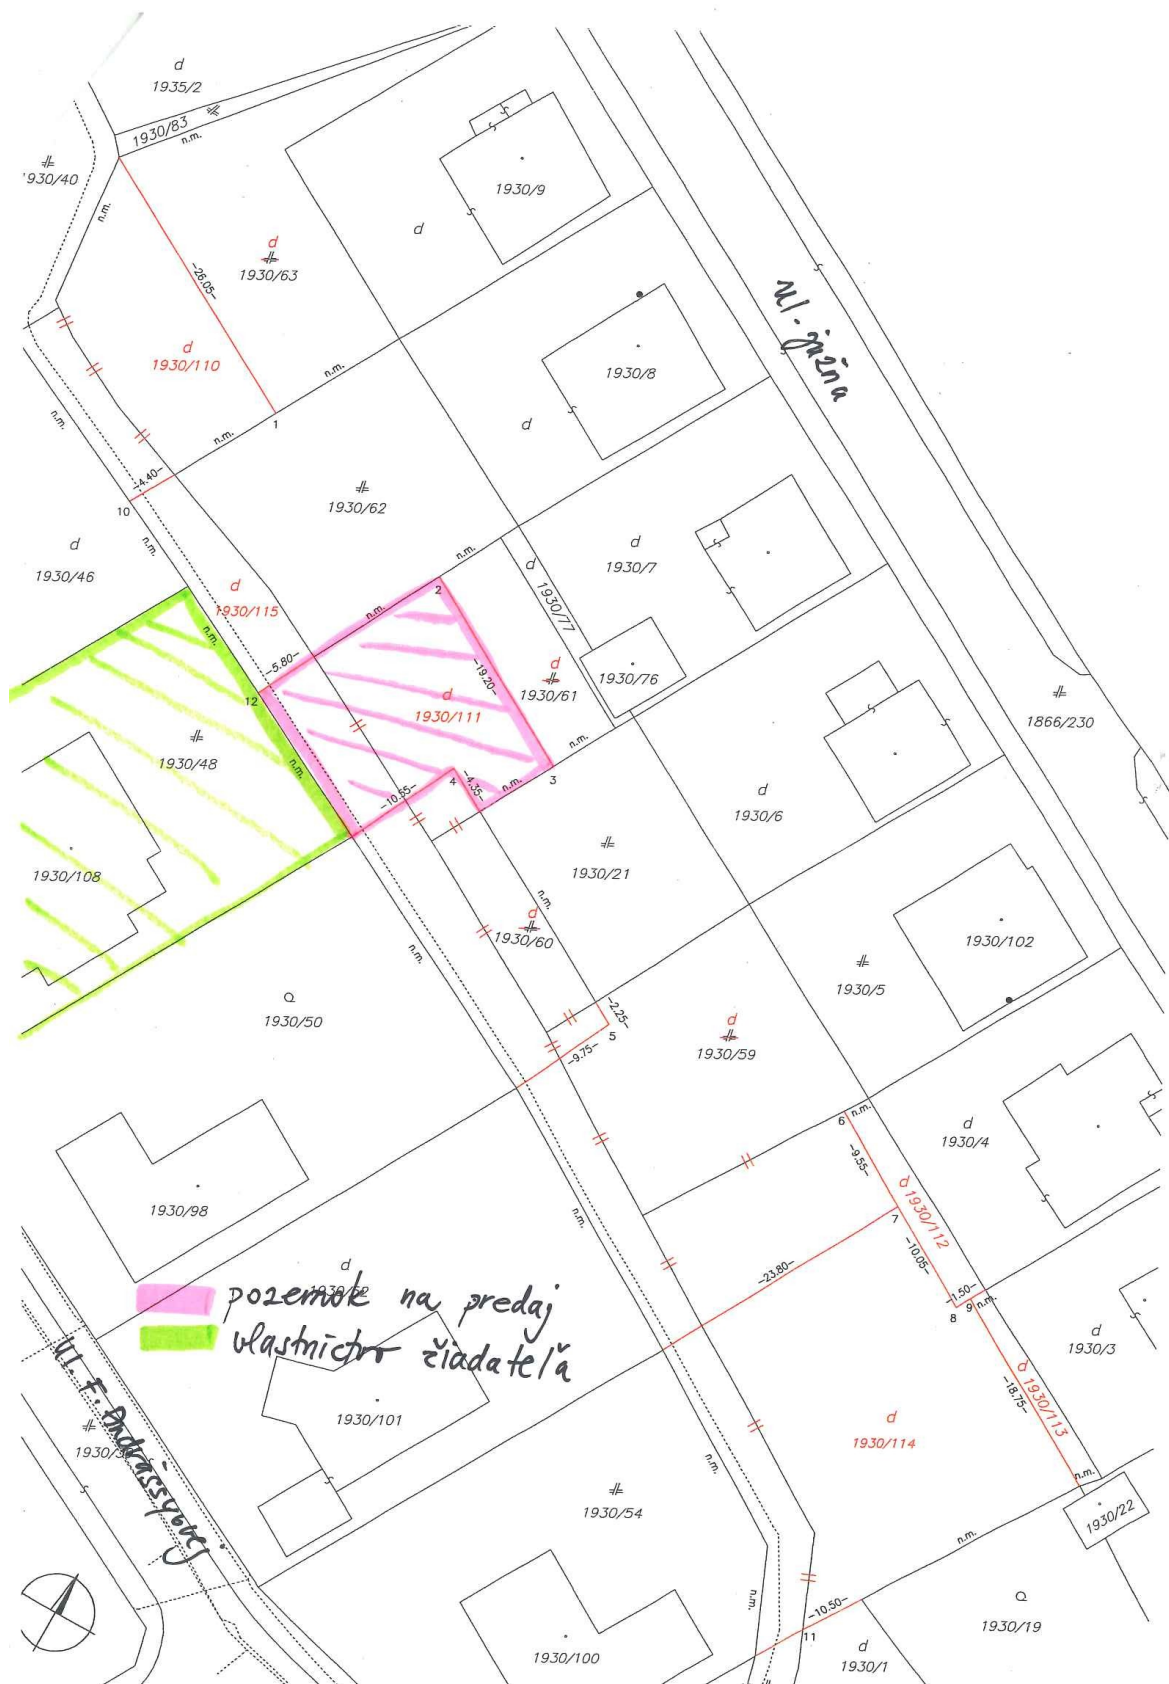 d
1935/2
1930/83
n.m.
1930/40
n.m.
1930/9
d
d
1930/63
-26.05-
d
1930/110
n.m.
ul. južna
1930/8
n.m.
n.m.
1
-4.40-
10
n.m.
1930/62
d
d
1930/46
d
1930/115
n.m.
d
1930/7
d
1930/77
n.m.
2
n.m.
-5.80-
12
-19.20-
d
1930/111
d
1930/61
1930/76
1866/230
1930/48
n.m.
n.m.
3
4
-4.35-
n.m.
-10.55-
d
1930/6
1930/108
1930/21
n.m.
d
1930/60
n.m.
1930/102
1930/5
1930/50
-2.25-
5
-9.75-
d
1930/59
6
n.m.
-9.55-
d
1930/4
d 1930/112
7
1930/98
n.m.
-10.05-
-23.80-
-1.50-
8
9
n.m.
d
1930/52
pozemok na predaj
vlastníctvo žiadateľa
d
1930/3
d 1930/113
-18.75-
ul. F. Andrássyovej
1930/101
d
1930/114
n.m.
n.m.
1930/54
1930/22
n.m.
n.m.
-10.50-
11
1930/19
1930/100
d
1930/1